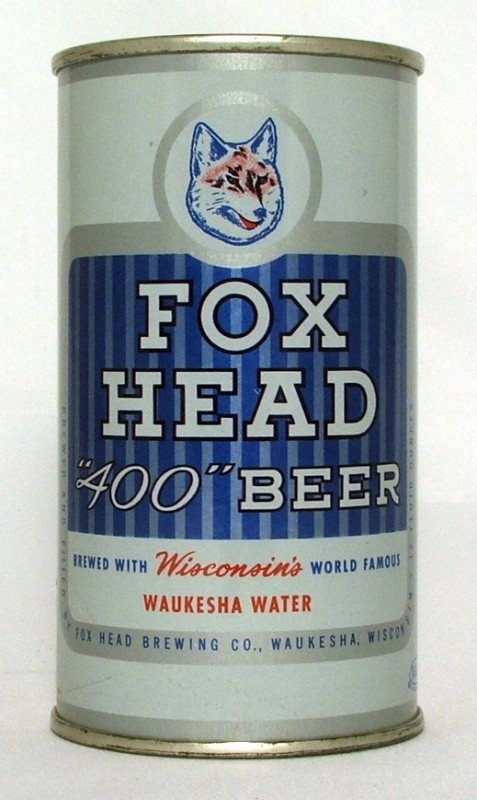 FOX
HEAD
"400" BEER
BREWED WITH Wisconsin's WORLD FAMOUS
WAUKESHA WATER
FOX HEAD BREWING CO., WAUKESHA, WISCON